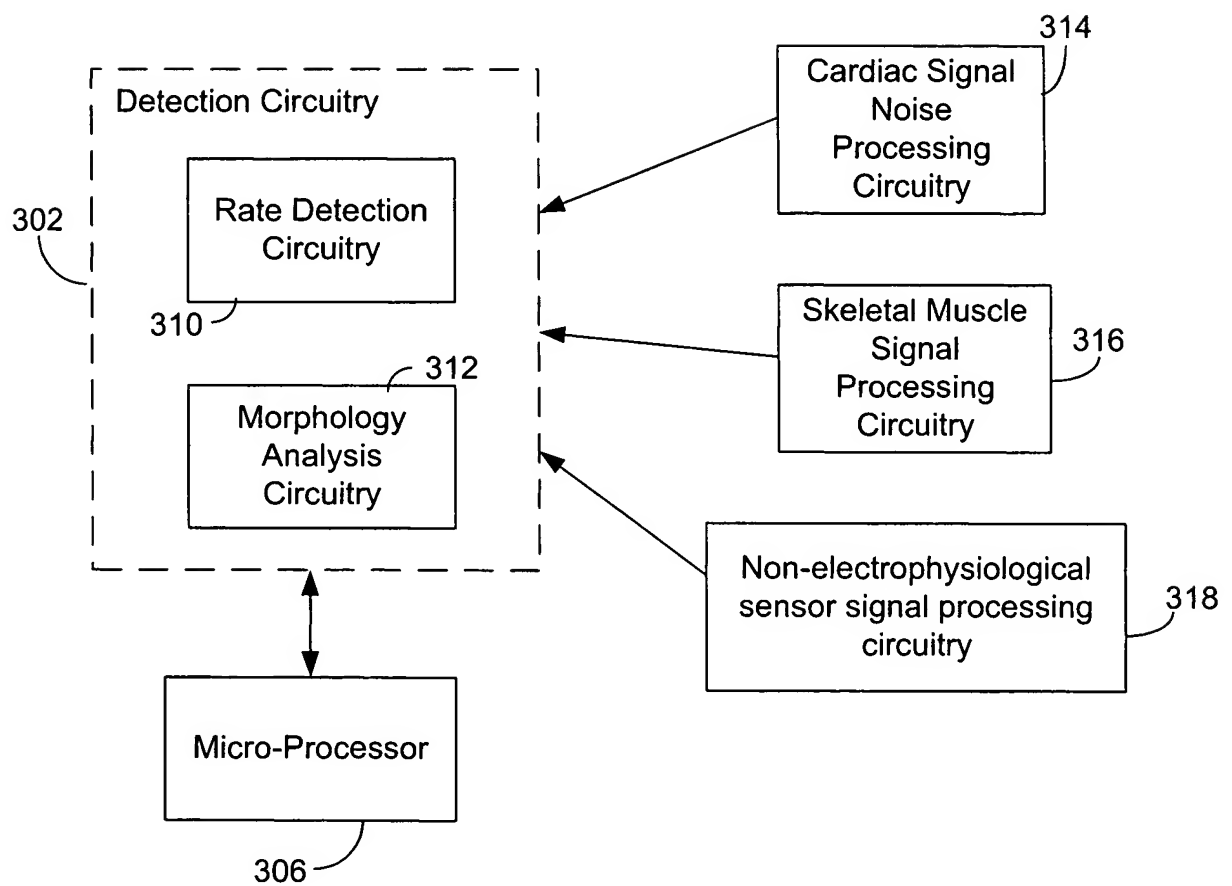 314
Cardiac Signal
Noise
Processing
Circuitry
Detection Circuitry
302
Rate Detection
Circuitry
310
Skeletal Muscle
Signal
Processing
Circuitry
316
312
Morphology
Analysis
Circuitry
Non-electrophysiological
sensor signal processing
circuitry
318
Micro-Processor
306